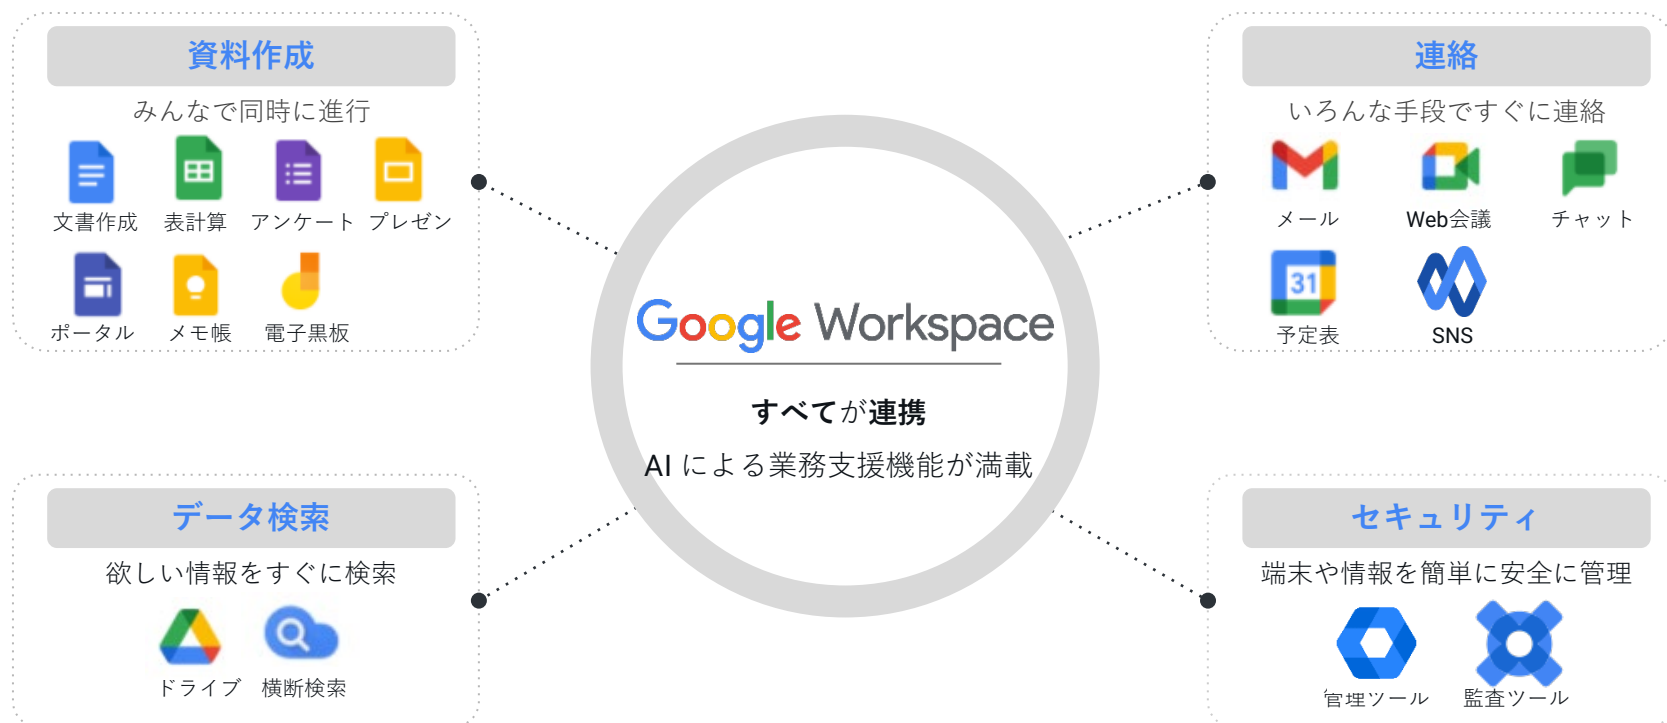 資料作成
みんなで同時に進行
文書作成 表計算 アンケート プレゼン
ポータル メモ帳 電子黒板
連絡
いろんな手段ですぐに連絡
メール Web会議 チャット
31
予定表 SNS
Google Workspace
すべてが連携
AI による業務支援機能が満載
データ検索
欲しい情報をすぐに検索
ドライブ 横断検索
セキュリティ
端末や情報を簡単に安全に管理
管理ツール 監査ツール